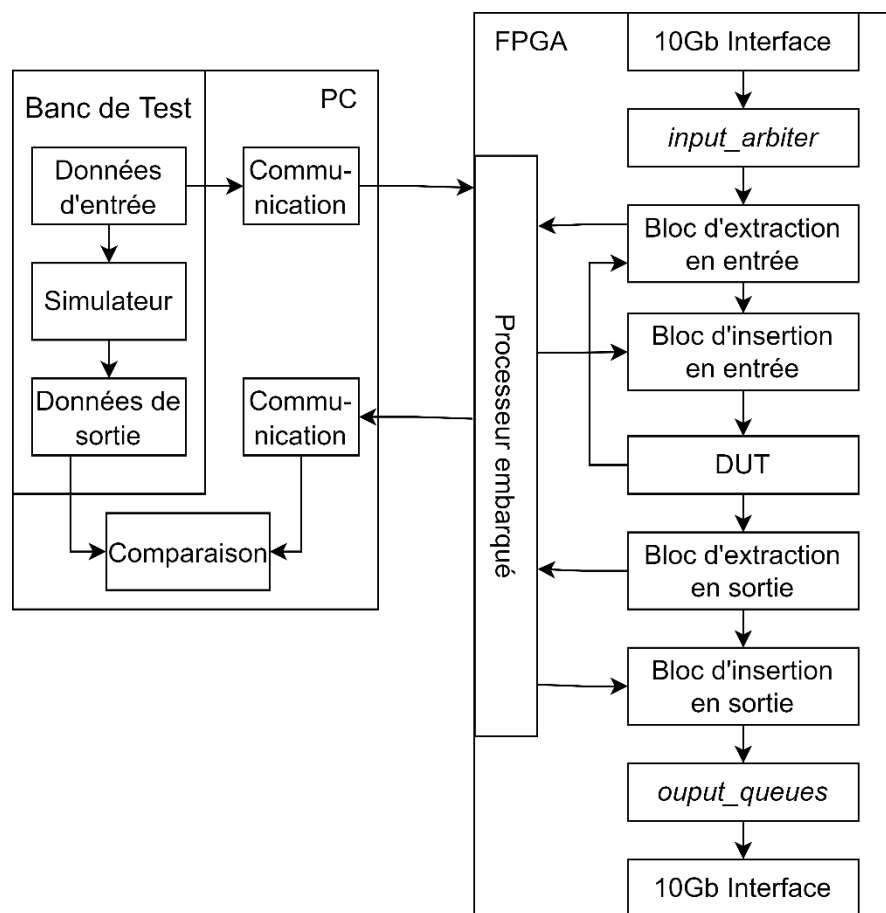 Banc de Test
PC
Données
d'entrée
Commu-
nication
Simulateur
Données de
sortie
Commu-
nication
Comparaison
FPGA
Processeur embarqué
10Gb Interface
input_arbiter
Bloc d'extraction
en entrée
Bloc d'insertion
en entrée
DUT
Bloc d'extraction
en sortie
Bloc d'insertion
en sortie
ouput_queues
10Gb Interface